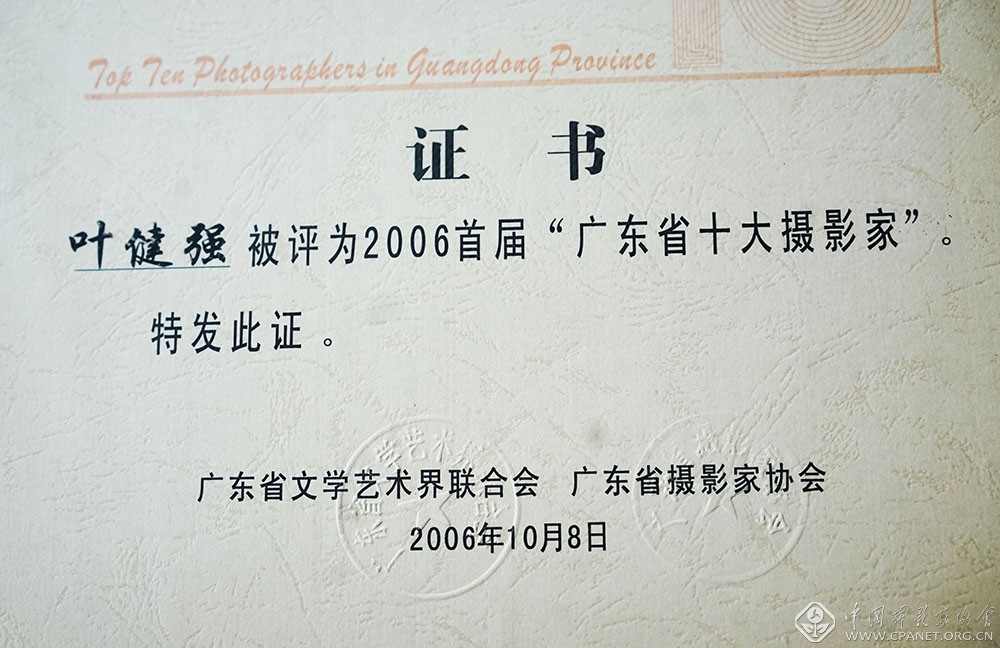 Top Ten Photographers in Guangdong Province
证 书
叶健强 被评为2006首届“广东省十大摄影家”。
特发此证。
广东省文学艺术界联合会 广东省摄影家协会
2006年10月8日
中国摄影家协会
WWW.CPANET.ORG.CN